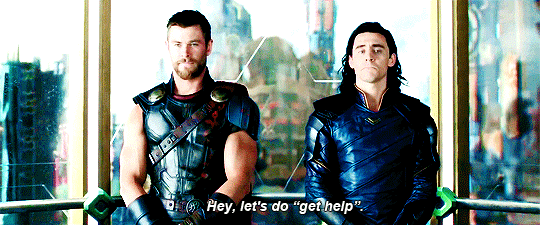 Hey, let's do “get help”.